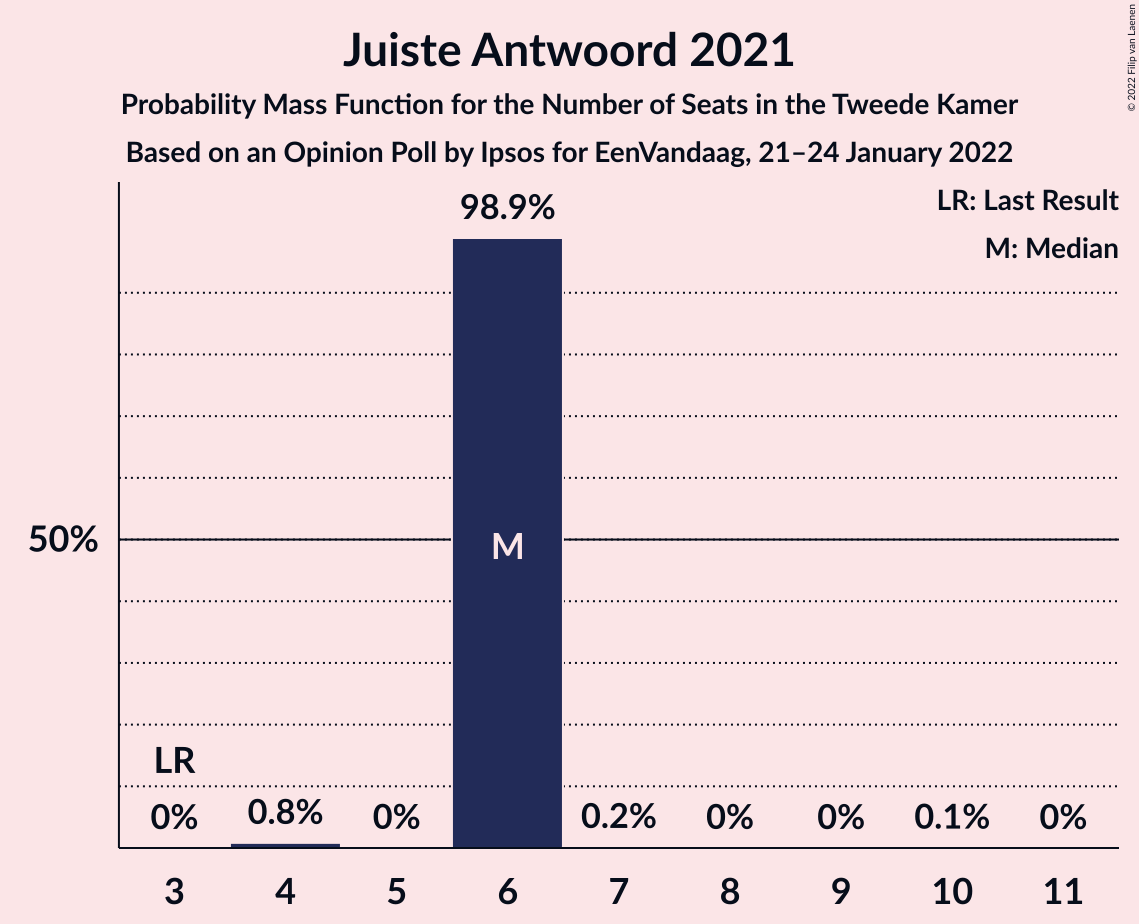 Juiste Antwoord 2021
Probability Mass Function for the Number of Seats in the Tweede Kamer
Based on an Opinion Poll by Ipsos for EenVandaag, 21–24 January 2022
© 2022 Filip van Laenen
LR: Last Result
M: Median
98.9%
50%
M
LR
0% 0.8% 0% 0.2% 0% 0% 0.1% 0%
3 4 5 6 7 8 9 10 11